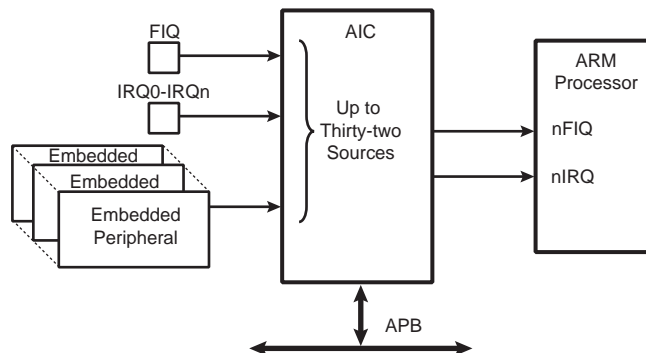 FIQ
IRQ0-IRQn
Embedded
Embedded
Embedded
Peripheral
AIC
Up to
Thirty-two
Sources
ARM
Processor
nFIQ
nIRQ
APB